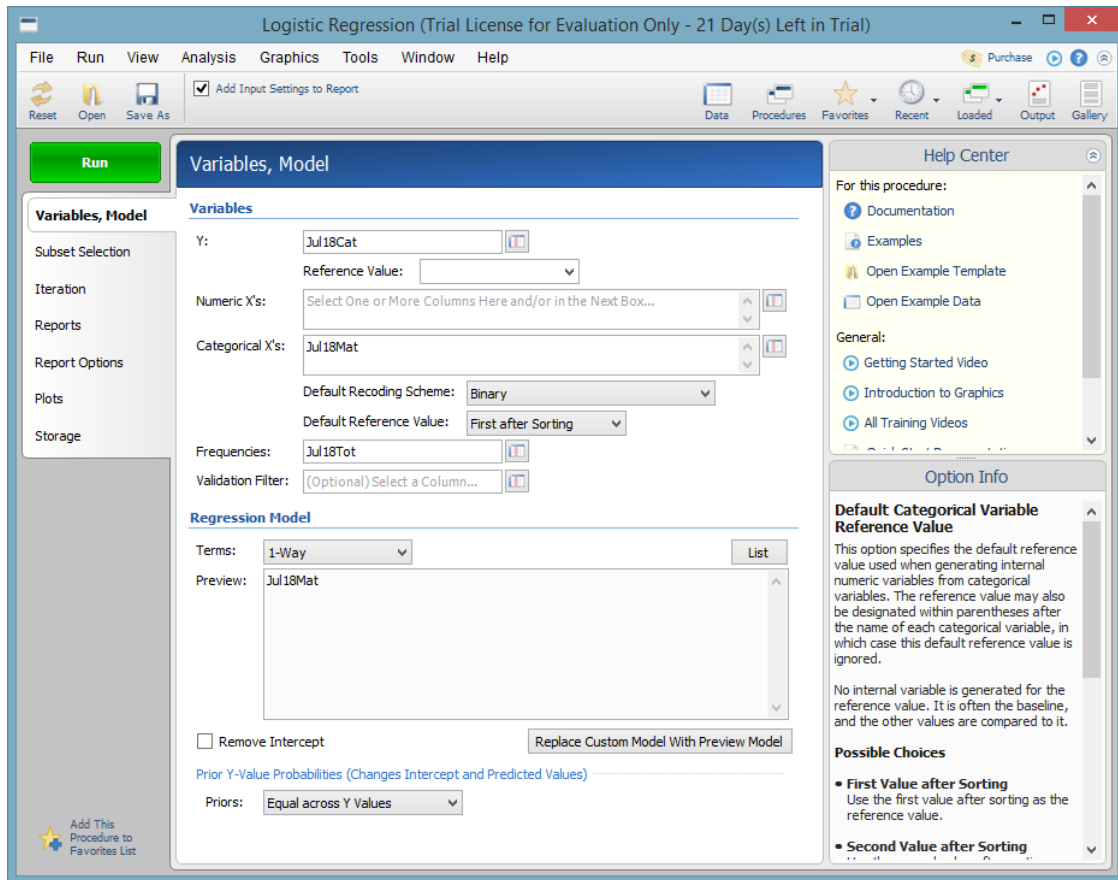 Logistic Regression (Trial License for Evaluation Only - 21 Day(s) Left in Trial)
File Run View Analysis Graphics Tools Window Help
Purchase
Reset Open Save As
Add Input Settings to Report
Data Procedures Favorites Recent Loaded Output Gallery
Run
Variables, Model
Subset Selection
Iteration
Reports
Report Options
Plots
Storage
Add This
Procedure to
Favorites List
Variables, Model
Variables
Y: Jul18Cat
Reference Value:
Numeric X's: Select One or More Columns Here and/or in the Next Box...
Categorical X's: Jul18Mat
Default Recoding Scheme: Binary
Default Reference Value: First after Sorting
Frequencies: Jul18Tot
Validation Filter: (Optional) Select a Column...
Regression Model
Terms: 1-Way List
Preview: Jul18Mat
Remove Intercept Replace Custom Model With Preview Model
Prior Y-Value Probabilities (Changes Intercept and Predicted Values)
Priors: Equal across Y Values
Help Center
For this procedure:
Documentation
Examples
Open Example Template
Open Example Data
General:
Getting Started Video
Introduction to Graphics
All Training Videos
Option Info
Default Categorical Variable
Reference Value
This option specifies the default reference
value used when generating internal
numeric variables from categorical
variables. The reference value may also
be designated within parentheses after
the name of each categorical variable, in
which case this default reference value is
ignored.
No internal variable is generated for the
reference value. It is often the baseline,
and the other values are compared to it.
Possible Choices
• First Value after Sorting
Use the first value after sorting as the
reference value.
• Second Value after Sorting